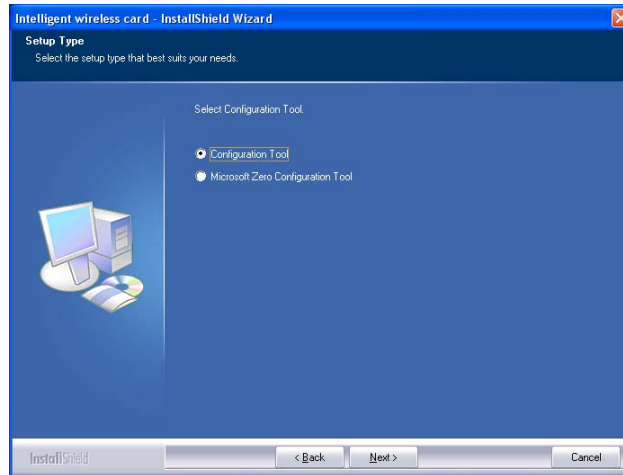 Intelligent wireless card - InstallShield Wizard
Setup Type
Select the setup type that best suits your needs.
Select Configuration Tool.
Configuration Tool
Microsoft Zero Configuration Tool
InstallShield
< Back
Next >
Cancel